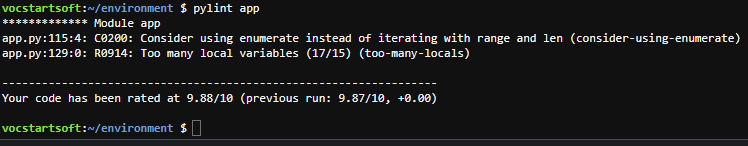 vocstartsoft:~/environment $ pylint app
************* Module app
app.py:115:4: C0200: Consider using enumerate instead of iterating with range and len (consider-using-enumerate)
app.py:129:0: R0914: Too many local variables (17/15) (too-many-locals)
------------------------------------------------------------------
Your code has been rated at 9.88/10 (previous run: 9.87/10, +0.00)
vocstartsoft:~/environment $